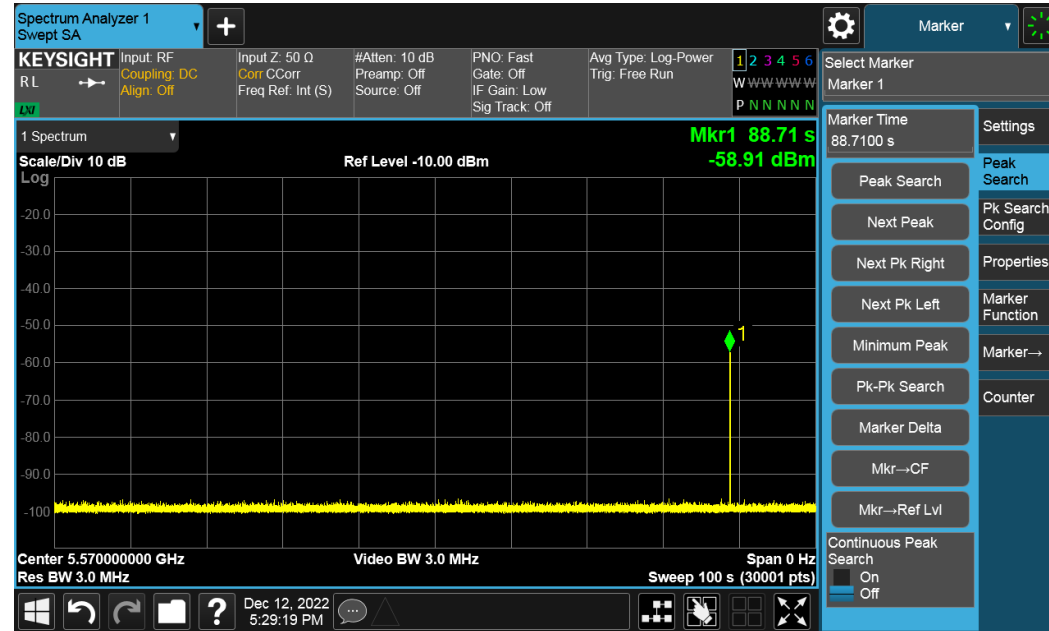 Spectrum Analyzer 1
Swept SA
+
Marker
KEYSIGHT
RL
LXI
Input: RF
Coupling: DC
Align: Off
Input Z: 50 Ω
Corr CCorr
Freq Ref: Int (S)
#Atten: 10 dB
Preamp: Off
Source: Off
PNO: Fast
Gate: Off
IF Gain: Low
Sig Track: Off
Avg Type: Log-Power
Trig: Free Run
1 2 3 4 5 6
W W W W W W
P N N N N N
Select Marker
Marker 1
1 Spectrum
Mkr1 88.71 s
-58.91 dBm
Scale/Div 10 dB
Ref Level -10.00 dBm
Log
-20.0
-30.0
-40.0
-50.0
-60.0
-70.0
-80.0
-90.0
-100
1
Center 5.570000000 GHz
Video BW 3.0 MHz
Span 0 Hz
Res BW 3.0 MHz
Sweep 100 s (30001 pts)
Marker Time
88.7100 s
Peak Search
Next Peak
Next Pk Right
Next Pk Left
Minimum Peak
Pk-Pk Search
Marker Delta
Mkr→CF
Mkr→Ref Lvl
Continuous Peak
Search
On
Off
Settings
Peak
Search
Pk Search
Config
Properties
Marker
Function
Marker→
Counter
?
Dec 12, 2022
5:29:19 PM